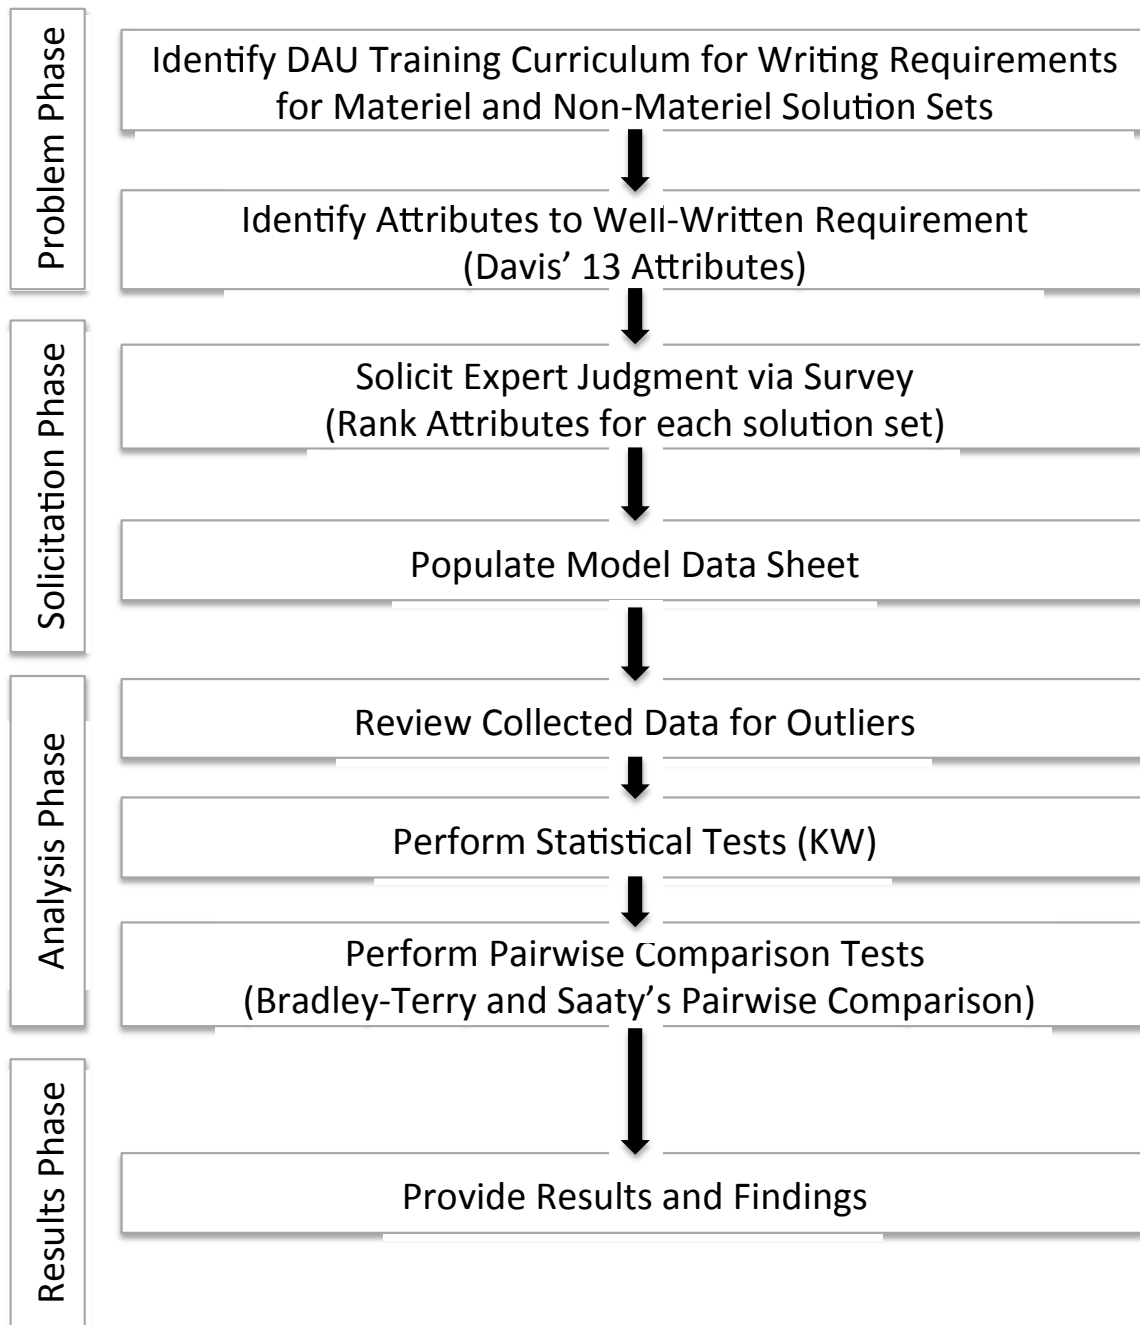 Problem Phase
Identify DAU Training Curriculum for Writing Requirements
for Materiel and Non-Materiel Solution Sets
Identify Attributes to Well-Written Requirement
(Davis’ 13 Attributes)
Solicitation Phase
Solicit Expert Judgment via Survey
(Rank Attributes for each solution set)
Populate Model Data Sheet
Analysis Phase
Review Collected Data for Outliers
Perform Statistical Tests (KW)
Perform Pairwise Comparison Tests
(Bradley-Terry and Saaty’s Pairwise Comparison)
Results Phase
Provide Results and Findings